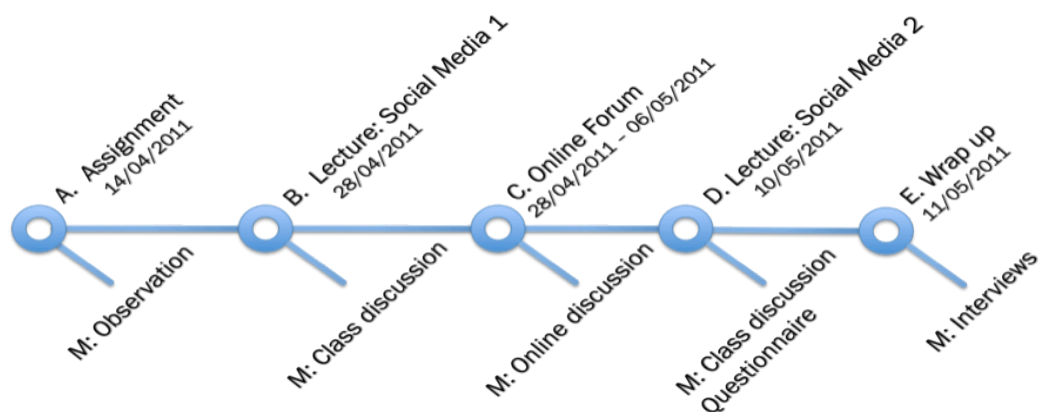 A. Assignment
14/04/2011
B. Lecture: Social Media 1
28/04/2011
C. Online Forum
28/04/2011 - 06/05/2011
D. Lecture: Social Media 2
10/05/2011
E. Wrap up
11/05/2011
M: Observation
M: Class discussion
M: Online discussion
M: Class discussion
Questionnaire
M: Interviews